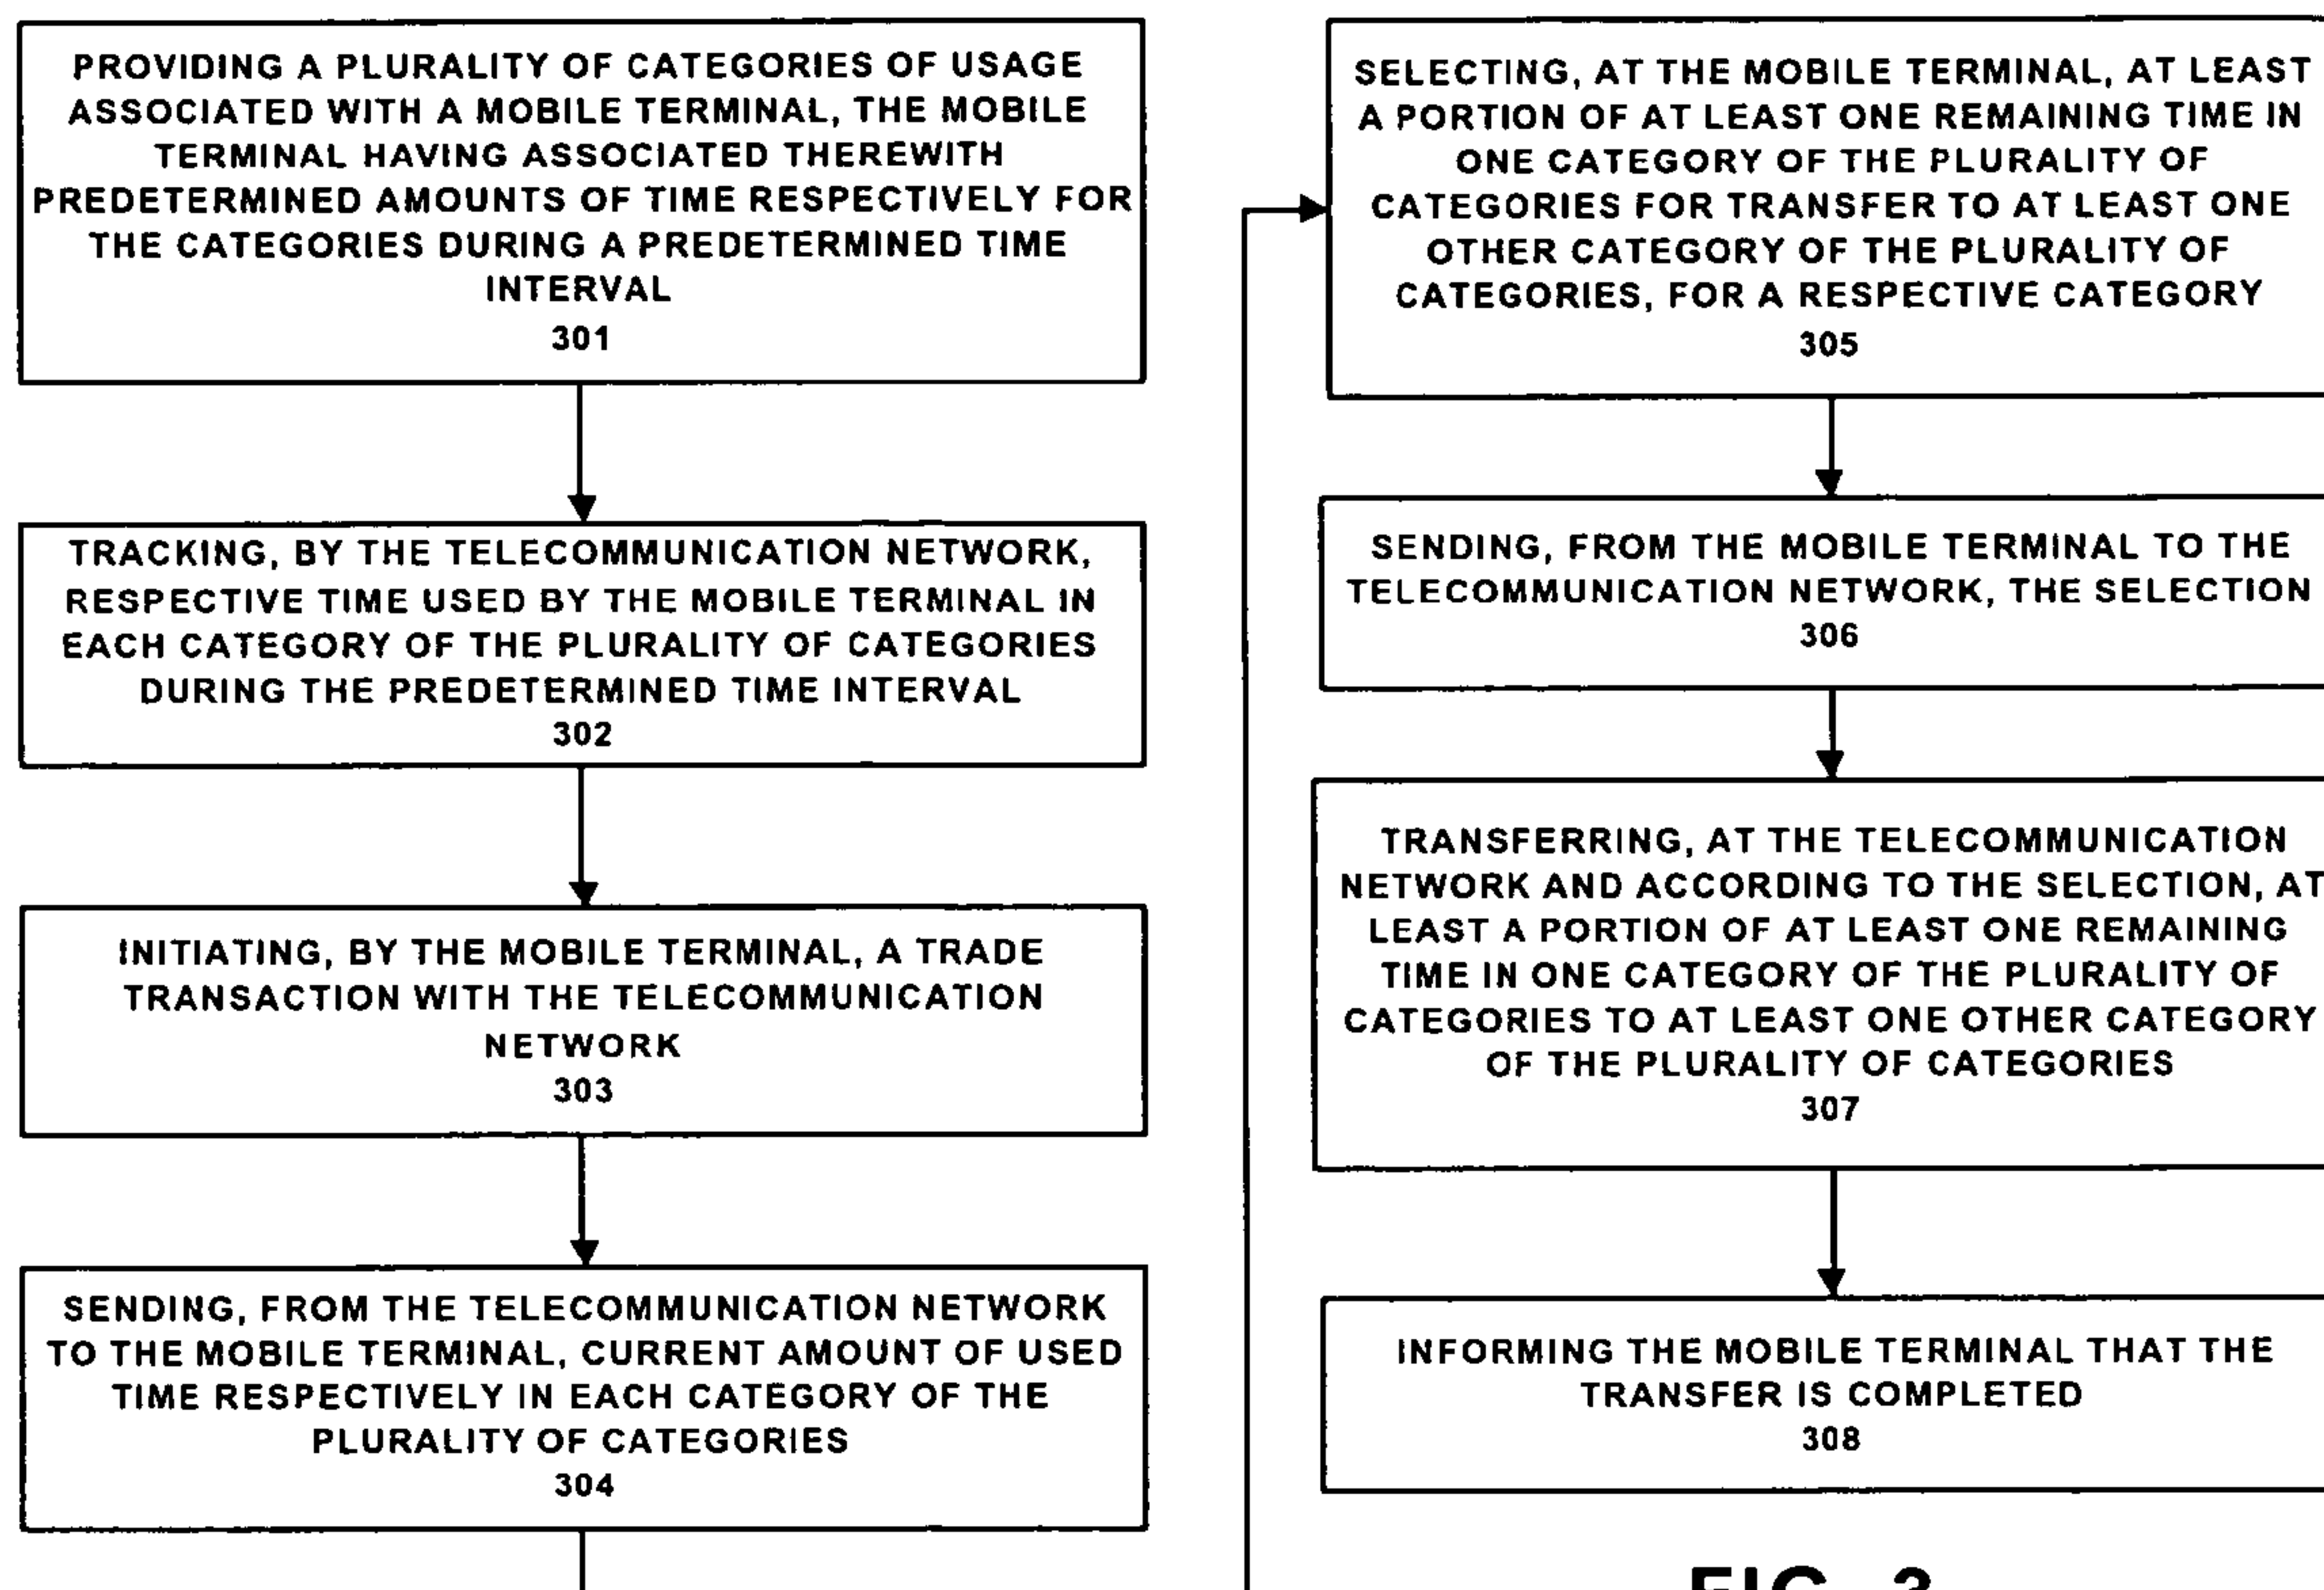 PROVIDING A PLURALITY OF CATEGORIES OF USAGE
ASSOCIATED WITH A MOBILE TERMINAL, THE MOBILE
TERMINAL HAVING ASSOCIATED THEREWITH
PREDETERMINED AMOUNTS OF TIME RESPECTIVELY FOR
THE CATEGORIES DURING A PREDETERMINED TIME
INTERVAL
301
TRACKING, BY THE TELECOMMUNICATION NETWORK,
RESPECTIVE TIME USED BY THE MOBILE TERMINAL IN
EACH CATEGORY OF THE PLURALITY OF CATEGORIES
DURING THE PREDETERMINED TIME INTERVAL
302
INITIATING, BY THE MOBILE TERMINAL, A TRADE
TRANSACTION WITH THE TELECOMMUNICATION
NETWORK
303
SENDING, FROM THE TELECOMMUNICATION NETWORK
TO THE MOBILE TERMINAL, CURRENT AMOUNT OF USED
TIME RESPECTIVELY IN EACH CATEGORY OF THE
PLURALITY OF CATEGORIES
304
SELECTING, AT THE MOBILE TERMINAL, AT LEAST
A PORTION OF AT LEAST ONE REMAINING TIME IN
ONE CATEGORY OF THE PLURALITY OF
CATEGORIES FOR TRANSFER TO AT LEAST ONE
OTHER CATEGORY OF THE PLURALITY OF
CATEGORIES, FOR A RESPECTIVE CATEGORY
305
SENDING, FROM THE MOBILE TERMINAL TO THE
TELECOMMUNICATION NETWORK, THE SELECTION
306
TRANSFERRING, AT THE TELECOMMUNICATION
NETWORK AND ACCORDING TO THE SELECTION, AT
LEAST A PORTION OF AT LEAST ONE REMAINING
TIME IN ONE CATEGORY OF THE PLURALITY OF
CATEGORIES TO AT LEAST ONE OTHER CATEGORY
OF THE PLURALITY OF CATEGORIES
307
INFORMING THE MOBILE TERMINAL THAT THE
TRANSFER IS COMPLETED
308
FIG. 3